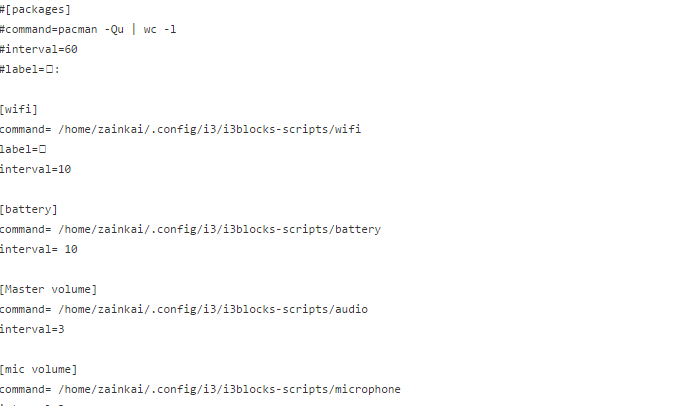 #[packages]
#command=pacman -Qu | wc -l
#interval=60
#label=□:
[wifi]
command= /home/zainkai/.config/i3/i3blocks-scripts/wifi
label=□
interval=10
[battery]
command= /home/zainkai/.config/i3/i3blocks-scripts/battery
interval= 10
[Master volume]
command= /home/zainkai/.config/i3/i3blocks-scripts/audio
interval=3
[mic volume]
command= /home/zainkai/.config/i3/i3blocks-scripts/microphone